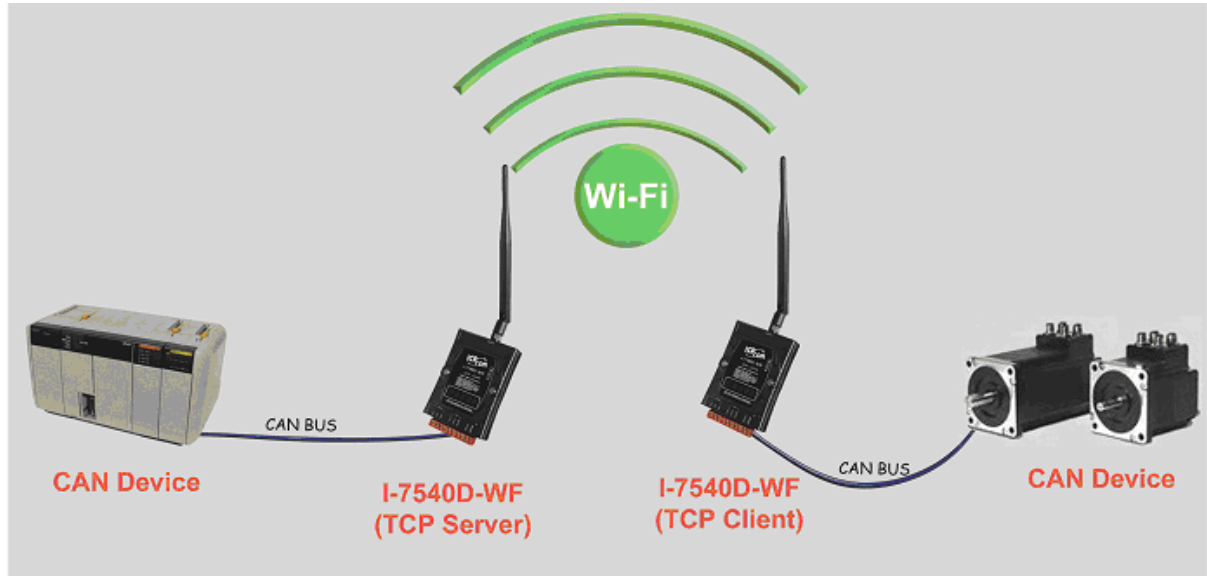 Wi-Fi
CAN BUS
CAN BUS
CAN Device
I-7540D-WF
(TCP Server)
I-7540D-WF
(TCP Client)
CAN Device